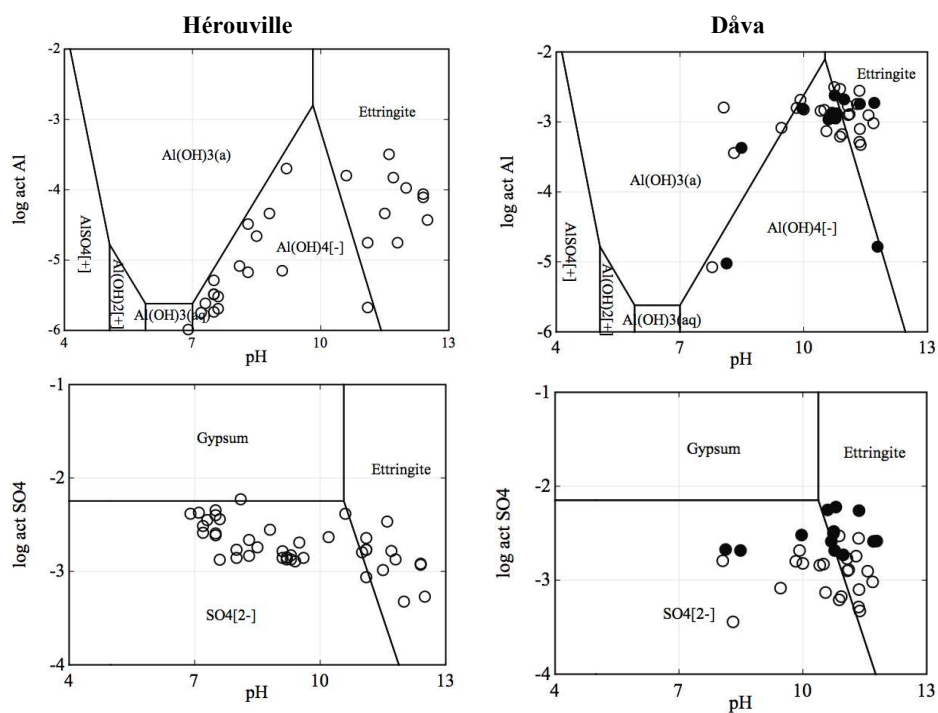 Hérouville
Dåva
-2
-3
-4
-5
-6
log act Al
Al(OH)3(a)
Ettringite
AlSO4[+]
Al(OH)2[+]
Al(OH)3(aq)
Al(OH)4[-]
4
7
10
13
pH
-2
-3
-4
-5
-6
log act Al
Ettringite
Al(OH)3(a)
Al(OH)4[-]
AlSO4[+]
Al(OH)2[+]
Al(OH)3(aq)
4
7
10
13
pH
-1
-2
-3
-4
log act SO4
Gypsum
Ettringite
SO4[2-]
4
7
10
13
pH
-1
-2
-3
-4
log act SO4
Gypsum
Ettringite
SO4[2-]
4
7
10
13
pH